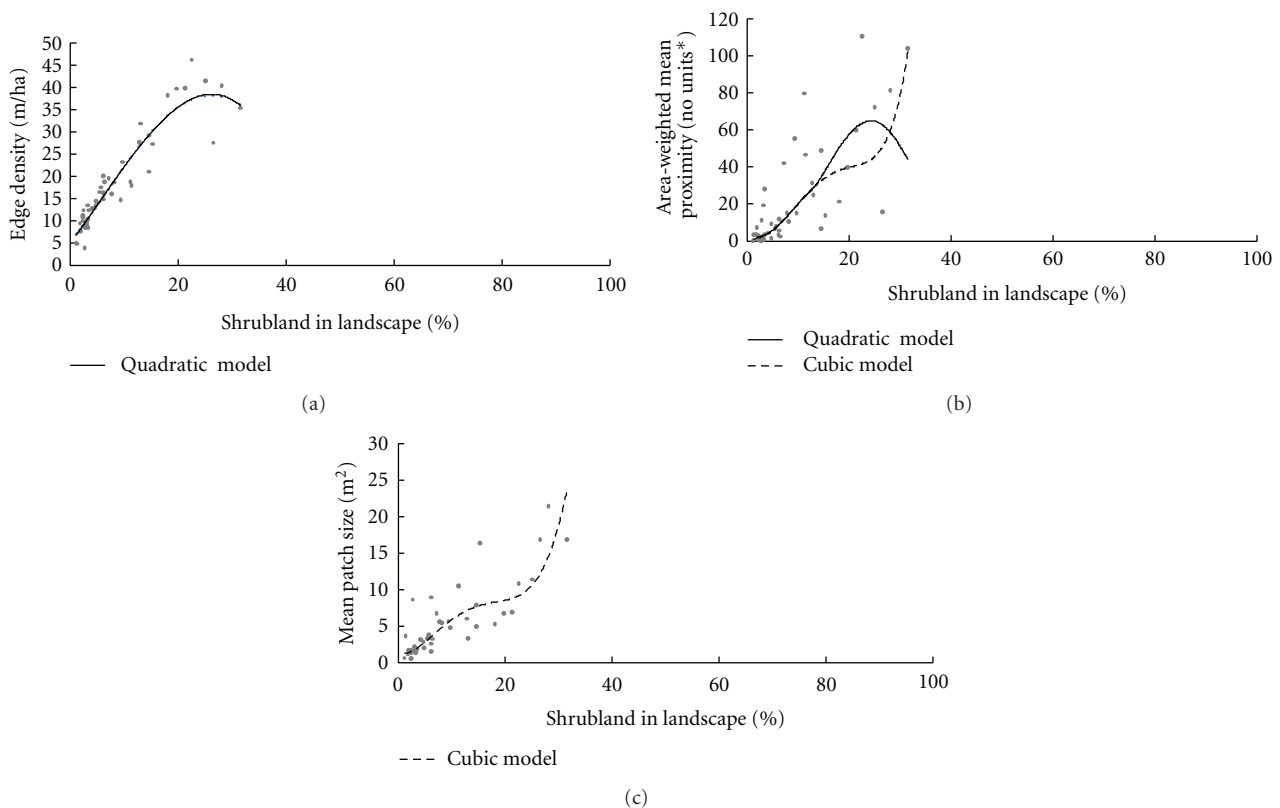 50
45
40
35
30
25
20
15
10
5
0
Edge density (m/ha)
0 20 40 60 80 100
Shrubland in landscape (%)
Quadratic model
(a)
120
100
80
60
40
20
0
Area-weighted mean
proximity (no units*)
0 20 40 60 80 100
Shrubland in landscape (%)
Quadratic model
Cubic model
(b)
30
25
20
15
10
5
0
Mean patch size (m²)
0 20 40 60 80 100
Shrubland in landscape (%)
Cubic model
(c)